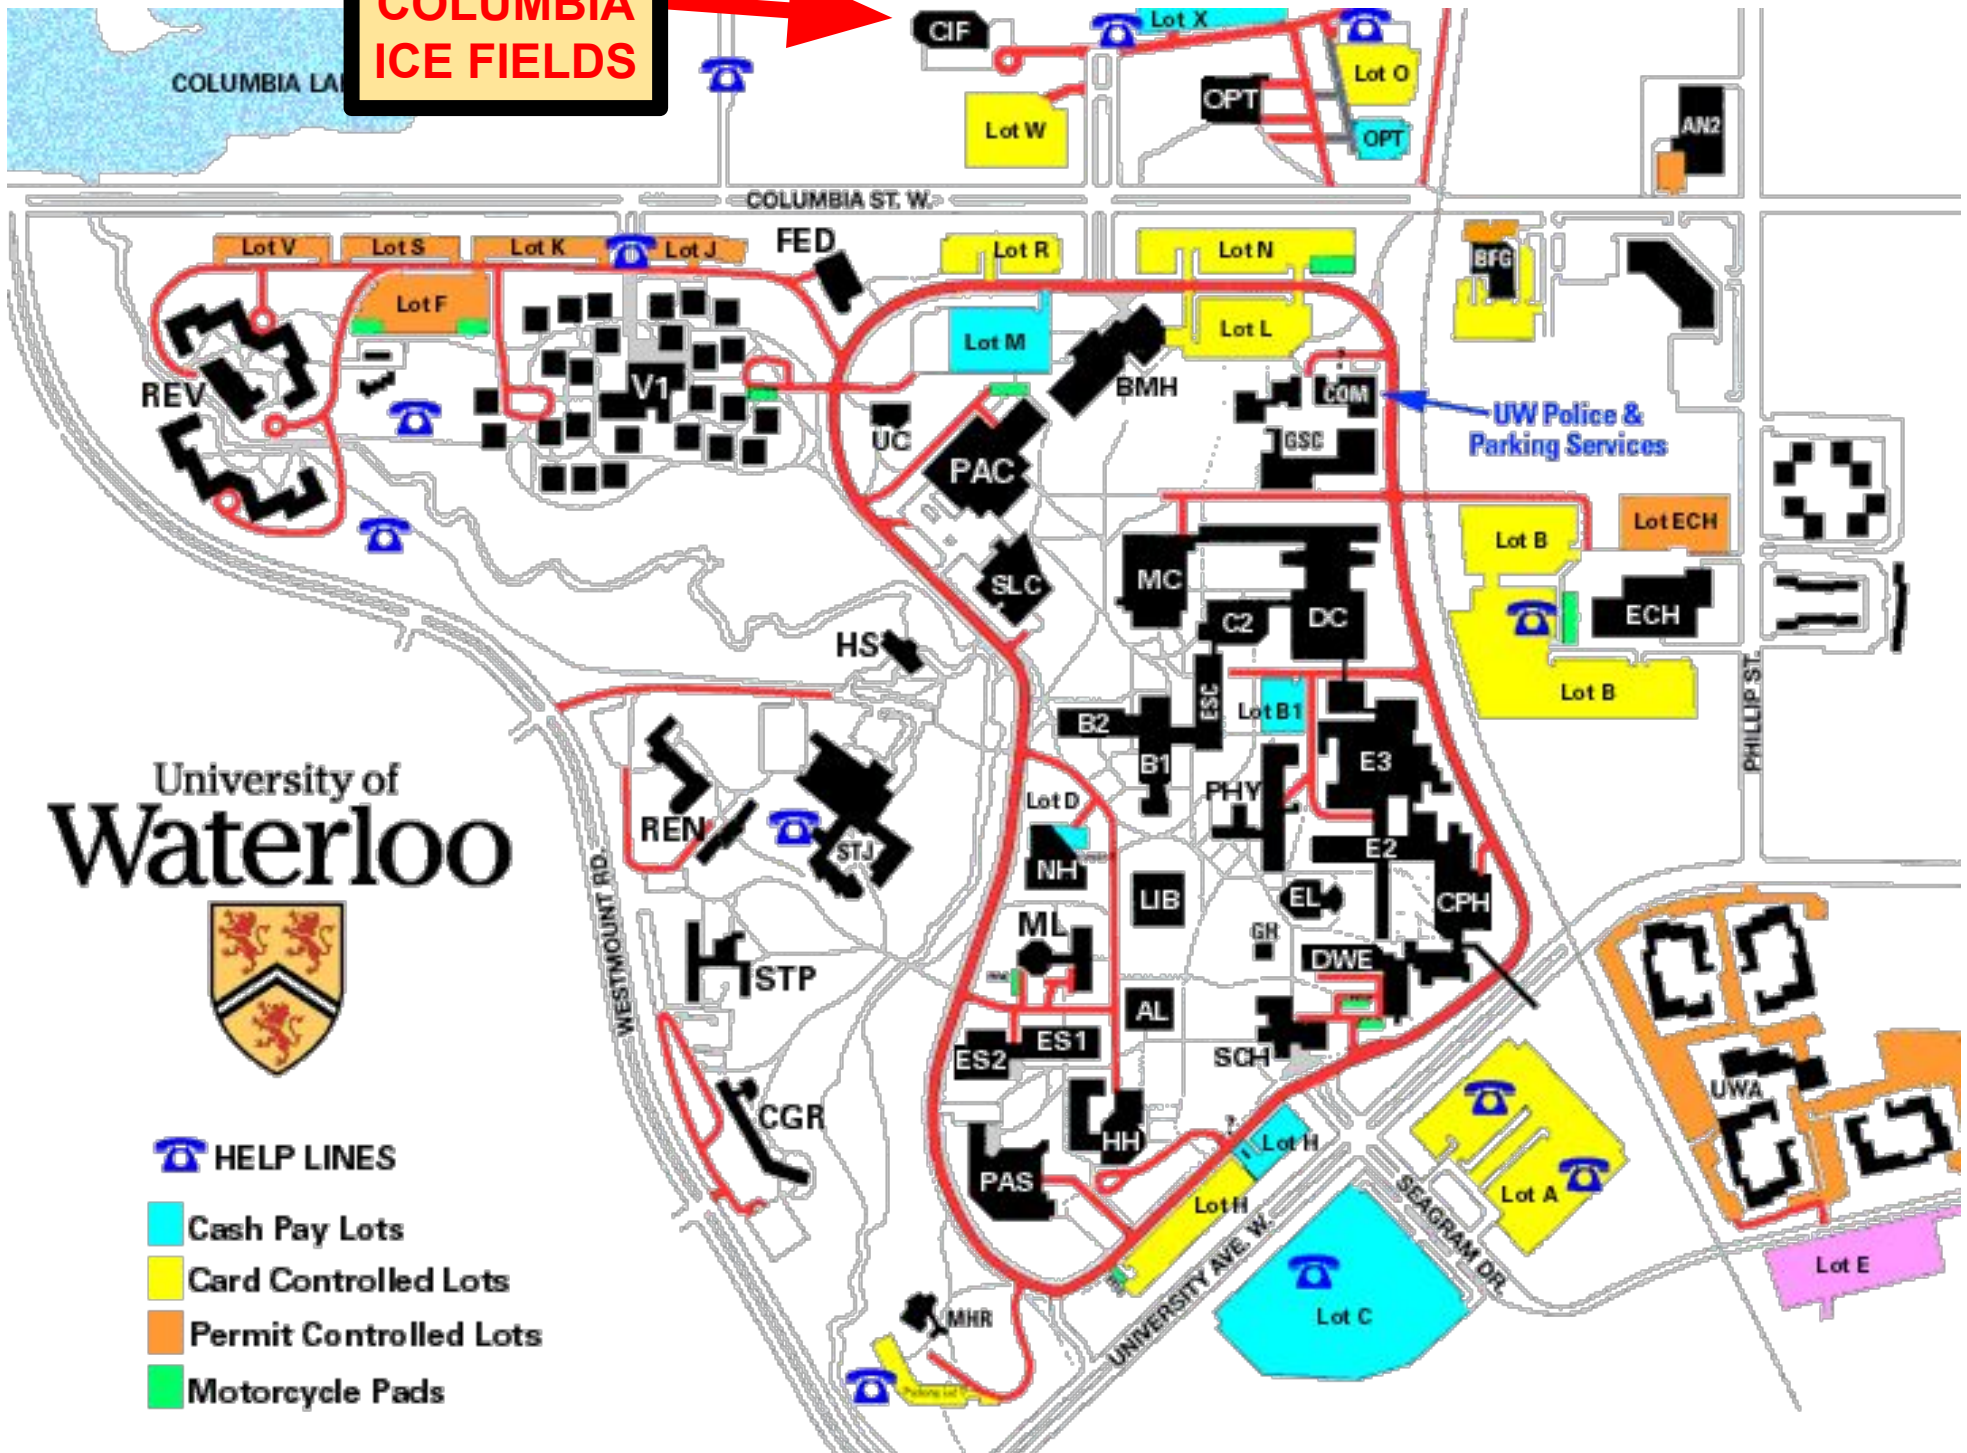 COLUMBIA
ICE FIELDS
CIF
Lot X
COLUMBIA LA
Lot W
OPT
Lot O
OPT
AN2
COLUMBIA ST. W.
Lot V
Lot S
Lot K
Lot J
FED
Lot R
Lot N
BFG
Lot F
Lot M
Lot L
REV
V1
BMH
COM
UW Police &
Parking Services
UC
GSC
PAC
Lot B
Lot ECH
SLC
MC
C2
DC
ECH
HS
Lot B
ESC
Lot B1
B2
B1
E3
PHILLIP ST.
University of
Waterloo
PHY
Lot D
REN
STJ
NH
E2
LIB
EL
CPH
ML
GH
DWE
STP
WESTMOUNT RD.
AL
ES1
ES2
SCH
UWA
CGR
HH
Lot H
PAS
Lot H
Lot A
SEAGRAM DR.
UNIVERSITY AVE. W.
Lot E
Lot C
MHR
HELP LINES
Cash Pay Lots
Card Controlled Lots
Permit Controlled Lots
Motorcycle Pads